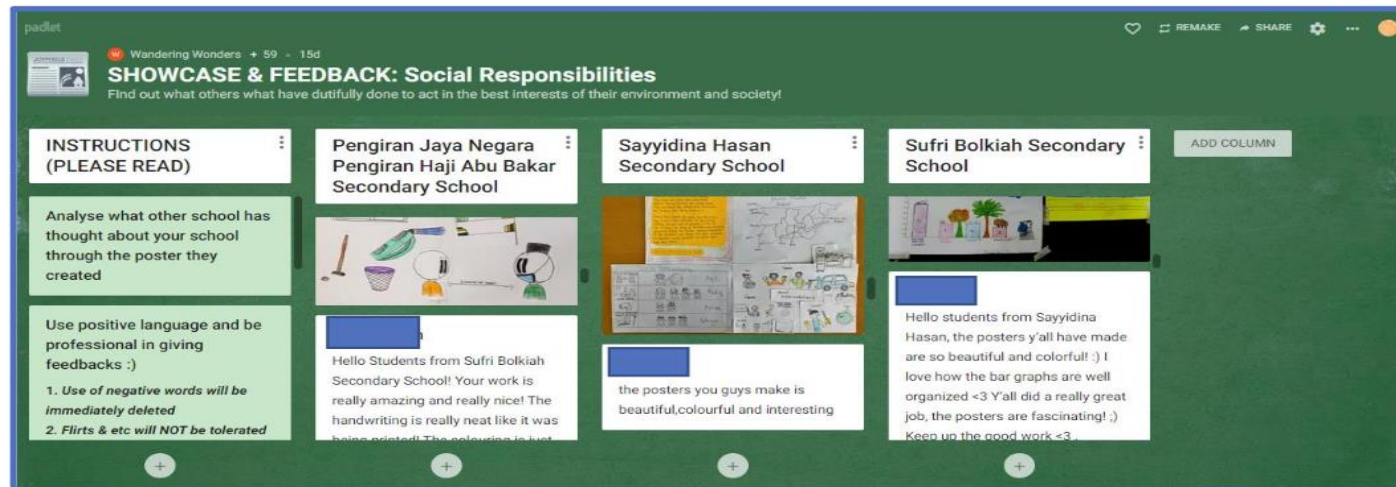 padlet
REMAKE
SHARE
W Wandering Wonders + 59 - 15d
SHOWCASE & FEEDBACK: Social Responsibilities
FInd out what others what have dutifully done to act in the best interests of their environment and society!
INSTRUCTIONS
(PLEASE READ)
Analyse what other school has
thought about your school
through the poster they
created
Use positive language and be
professional in giving
feedbacks :)
1. Use of negative words will be
immediately deleted
2. Flirts & etc will NOT be tolerated
Pengiran Jaya Negara
Pengiran Haji Abu Bakar
Secondary School
Hello Students from Sufri Bolkiah
Secondary School! Your work is
really amazing and really nice! The
handwriting is really neat like it was
being printed! The colouring is just
Sayyidina Hasan
Secondary School
the posters you guys make is
beautiful,colourful and interesting
Sufri Bolkiah Secondary
School
Hello students from Sayyidina
Hasan, the posters y'all have made
are so beautiful and colorful! :) I
love how the bar graphs are well
organized <3 Y'all did a really great
job, the posters are fascinating! ;)
Keep up the good work <3 .
ADD COLUMN